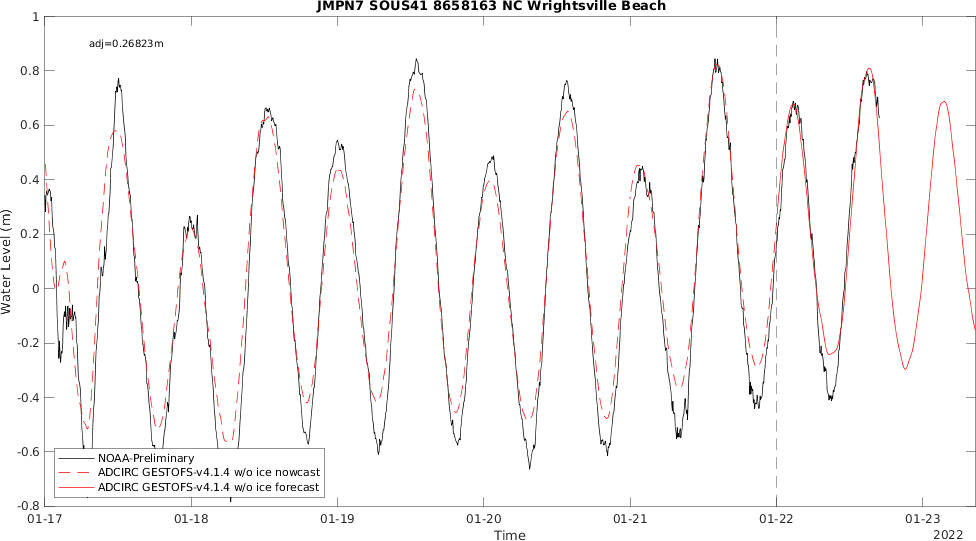 JMPN7 SOUS41 8658163 NC Wrightsville Beach
adj=0.26823m
Water Level (m)
1
0.8
0.6
0.4
0.2
0
-0.2
-0.4
-0.6
-0.8
NOAA-Preliminary
ADCIRC GESTOFS-v4.1.4 w/o ice nowcast
ADCIRC GESTOFS-v4.1.4 w/o ice forecast
01-17 01-18 01-19 01-20 01-21 01-22 01-23
Time
2022